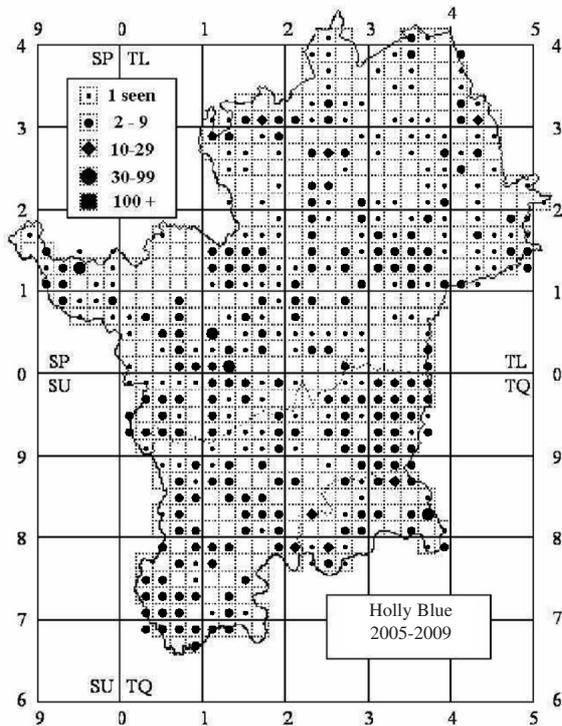 9 0 1 2 3 4 5
4 4
SP TL
1 seen
2 - 9
10-29
30-99
100 +
3 3
2 2
1 1
SP TL
0 0
SU TQ
9 9
8 8
7 7
Holly Blue
2005-2009
6 6
SU TQ
9 0 1 2 3 4 5